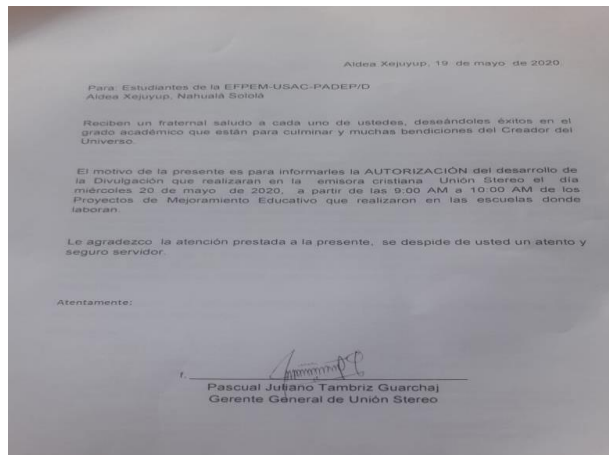 Aldea Xejuyup, 19 de mayo de 2020.
Para: Estudiantes de la EFPEM-USAC-PADEP/D
Aldea Xejuyup, Nahualá Sololá
Reciben un fraternal saludo a cada uno de ustedes, deseándoles éxitos en el
grado académico que están para culminar y muchas bendiciones del Creador del
Universo.
El motivo de la presente es para informarles la AUTORIZACIÓN del desarrollo de
la Divulgación que realizaran en la emisora cristiana Unión Stereo el día
miércoles 20 de mayo de 2020, a partir de las 9:00 AM a 10:00 AM de los
Proyectos de Mejoramiento Educativo que realizaron en las escuelas donde
laboran.
Le agradezco la atención prestada a la presente, se despide de usted un atento y
seguro servidor.
Atentamente:
f.
Pascual Juliano Tambriz Guarchaj
Gerente General de Unión Stereo